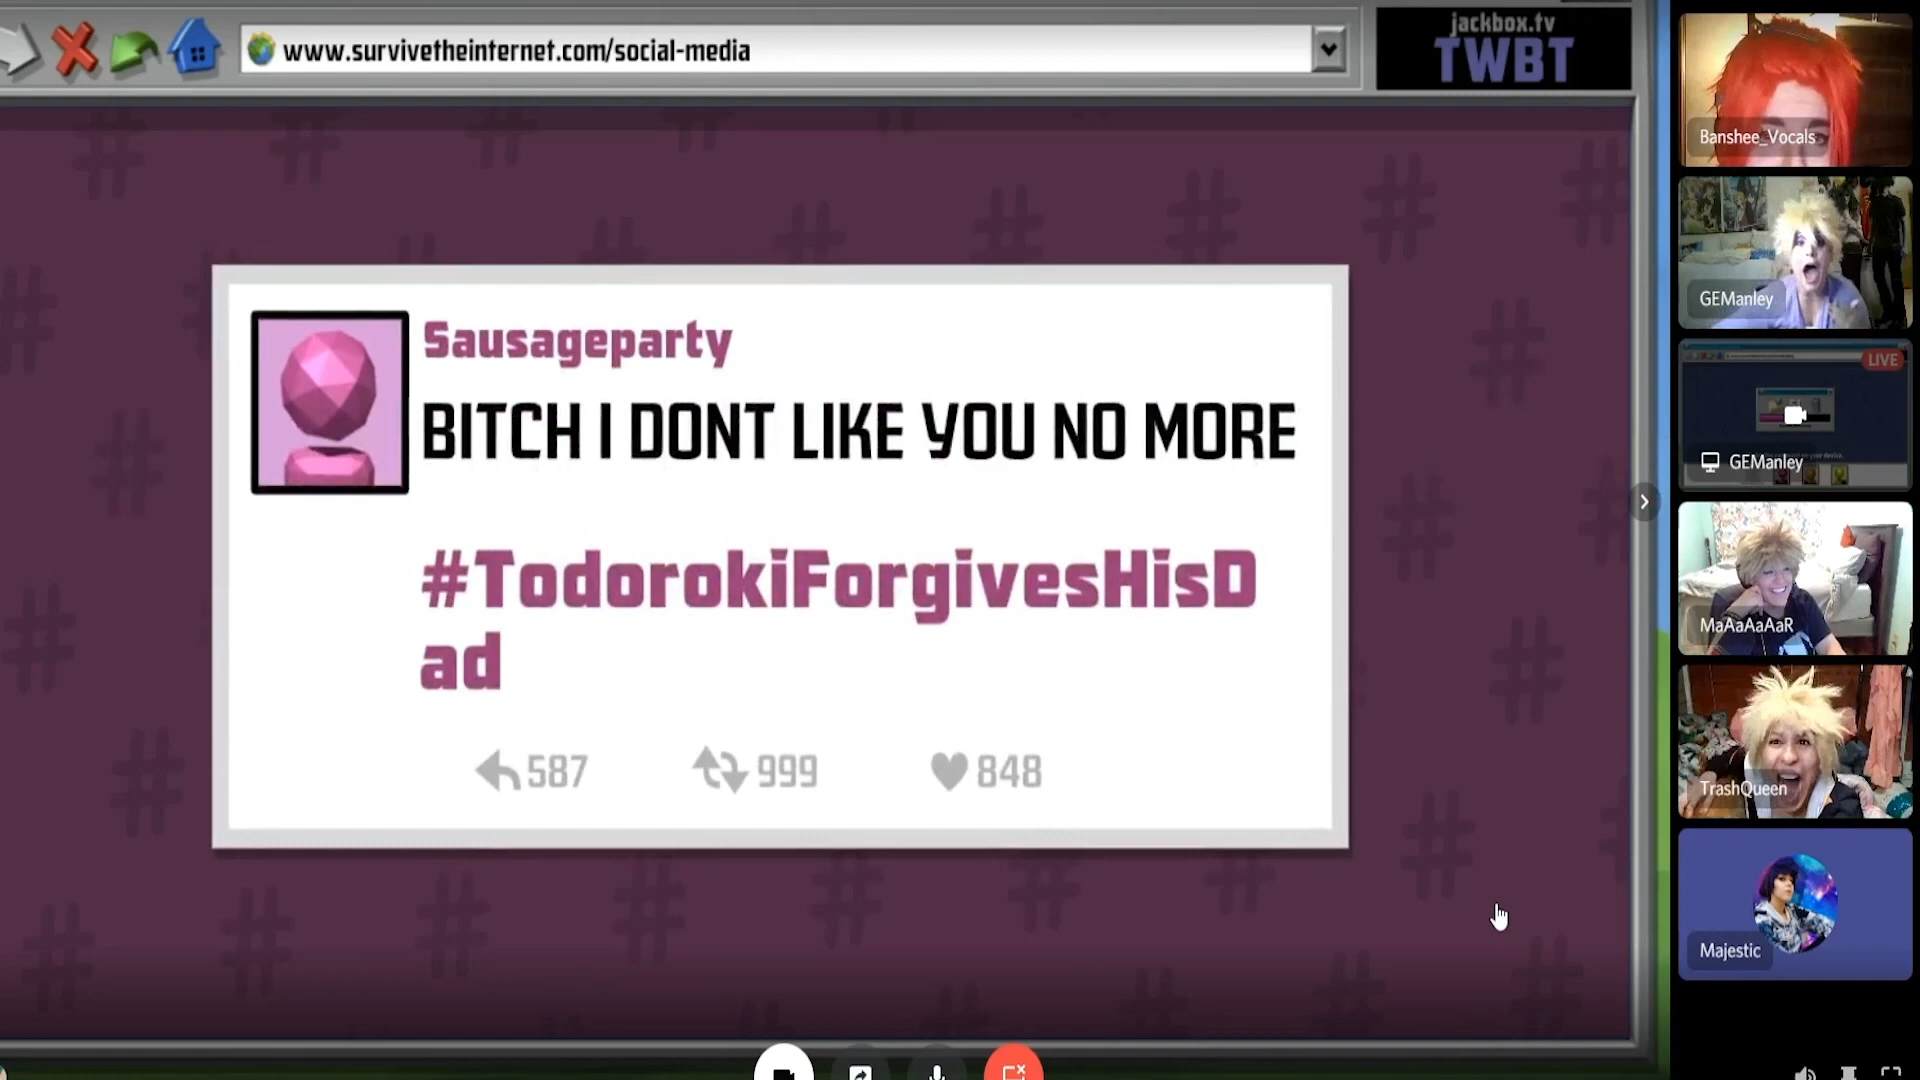 www.survivetheinternet.com/social-media
jackbox.tv
TWBT
Sausageparty
BITCH I DONT LIKE YOU NO MORE
#TodorokiForgivesHisD
ad
587
999
848
Banshee_Vocals
GEManley
LIVE
GEManley
MaAaAaAaR
TrashQueen
Majestic